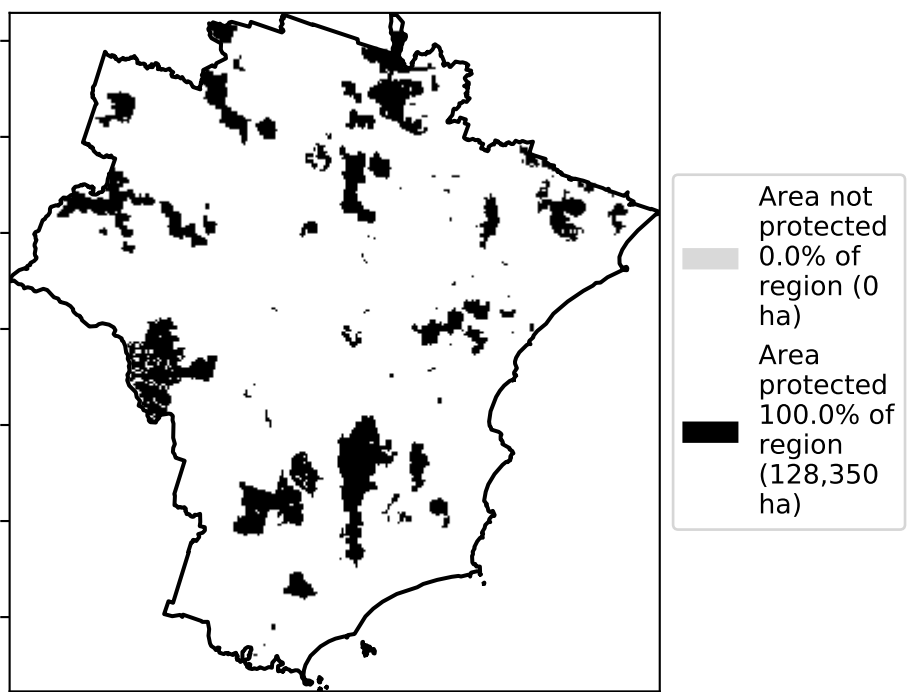 Area not
protected
0.0% of
region (0
ha)
Area
protected
100.0% of
region
(128,350
ha)